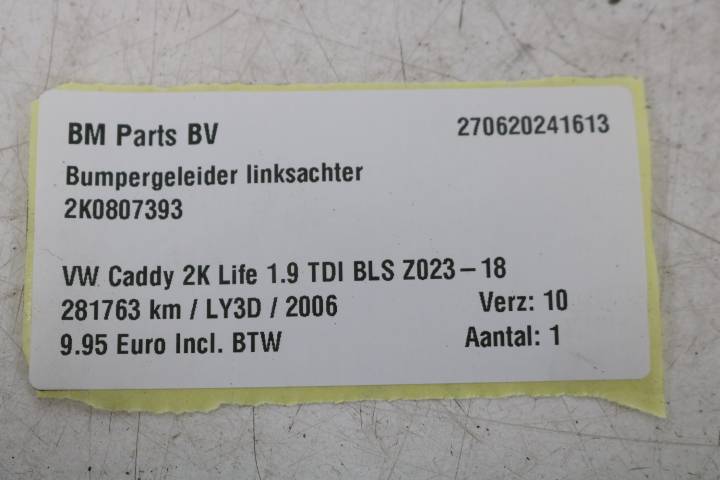 BM Parts BV 270620241613
Bumpergeleider linksachter
2K0807393
VW Caddy 2K Life 1.9 TDI BLS Z023-18
281763 km / LY3D / 2006 Verz: 10
9.95 Euro Incl. BTW Aantal: 1